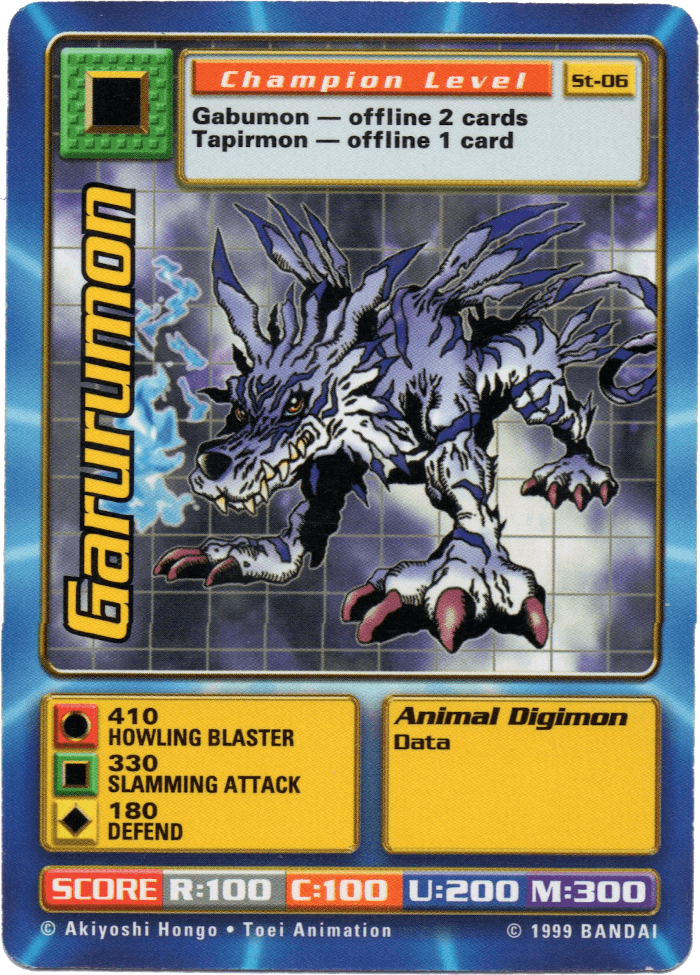 Champion Level
St-06
Gabumon — offline 2 cards
Tapirmon — offline 1 card
Garurumon
410
HOWLING BLASTER
330
SLAMMING ATTACK
180
DEFEND
Animal Digimon
Data
SCORE R:100 C:100 U:200 M:300
© Akiyoshi Hongo • Toei Animation
© 1999 BANDAI